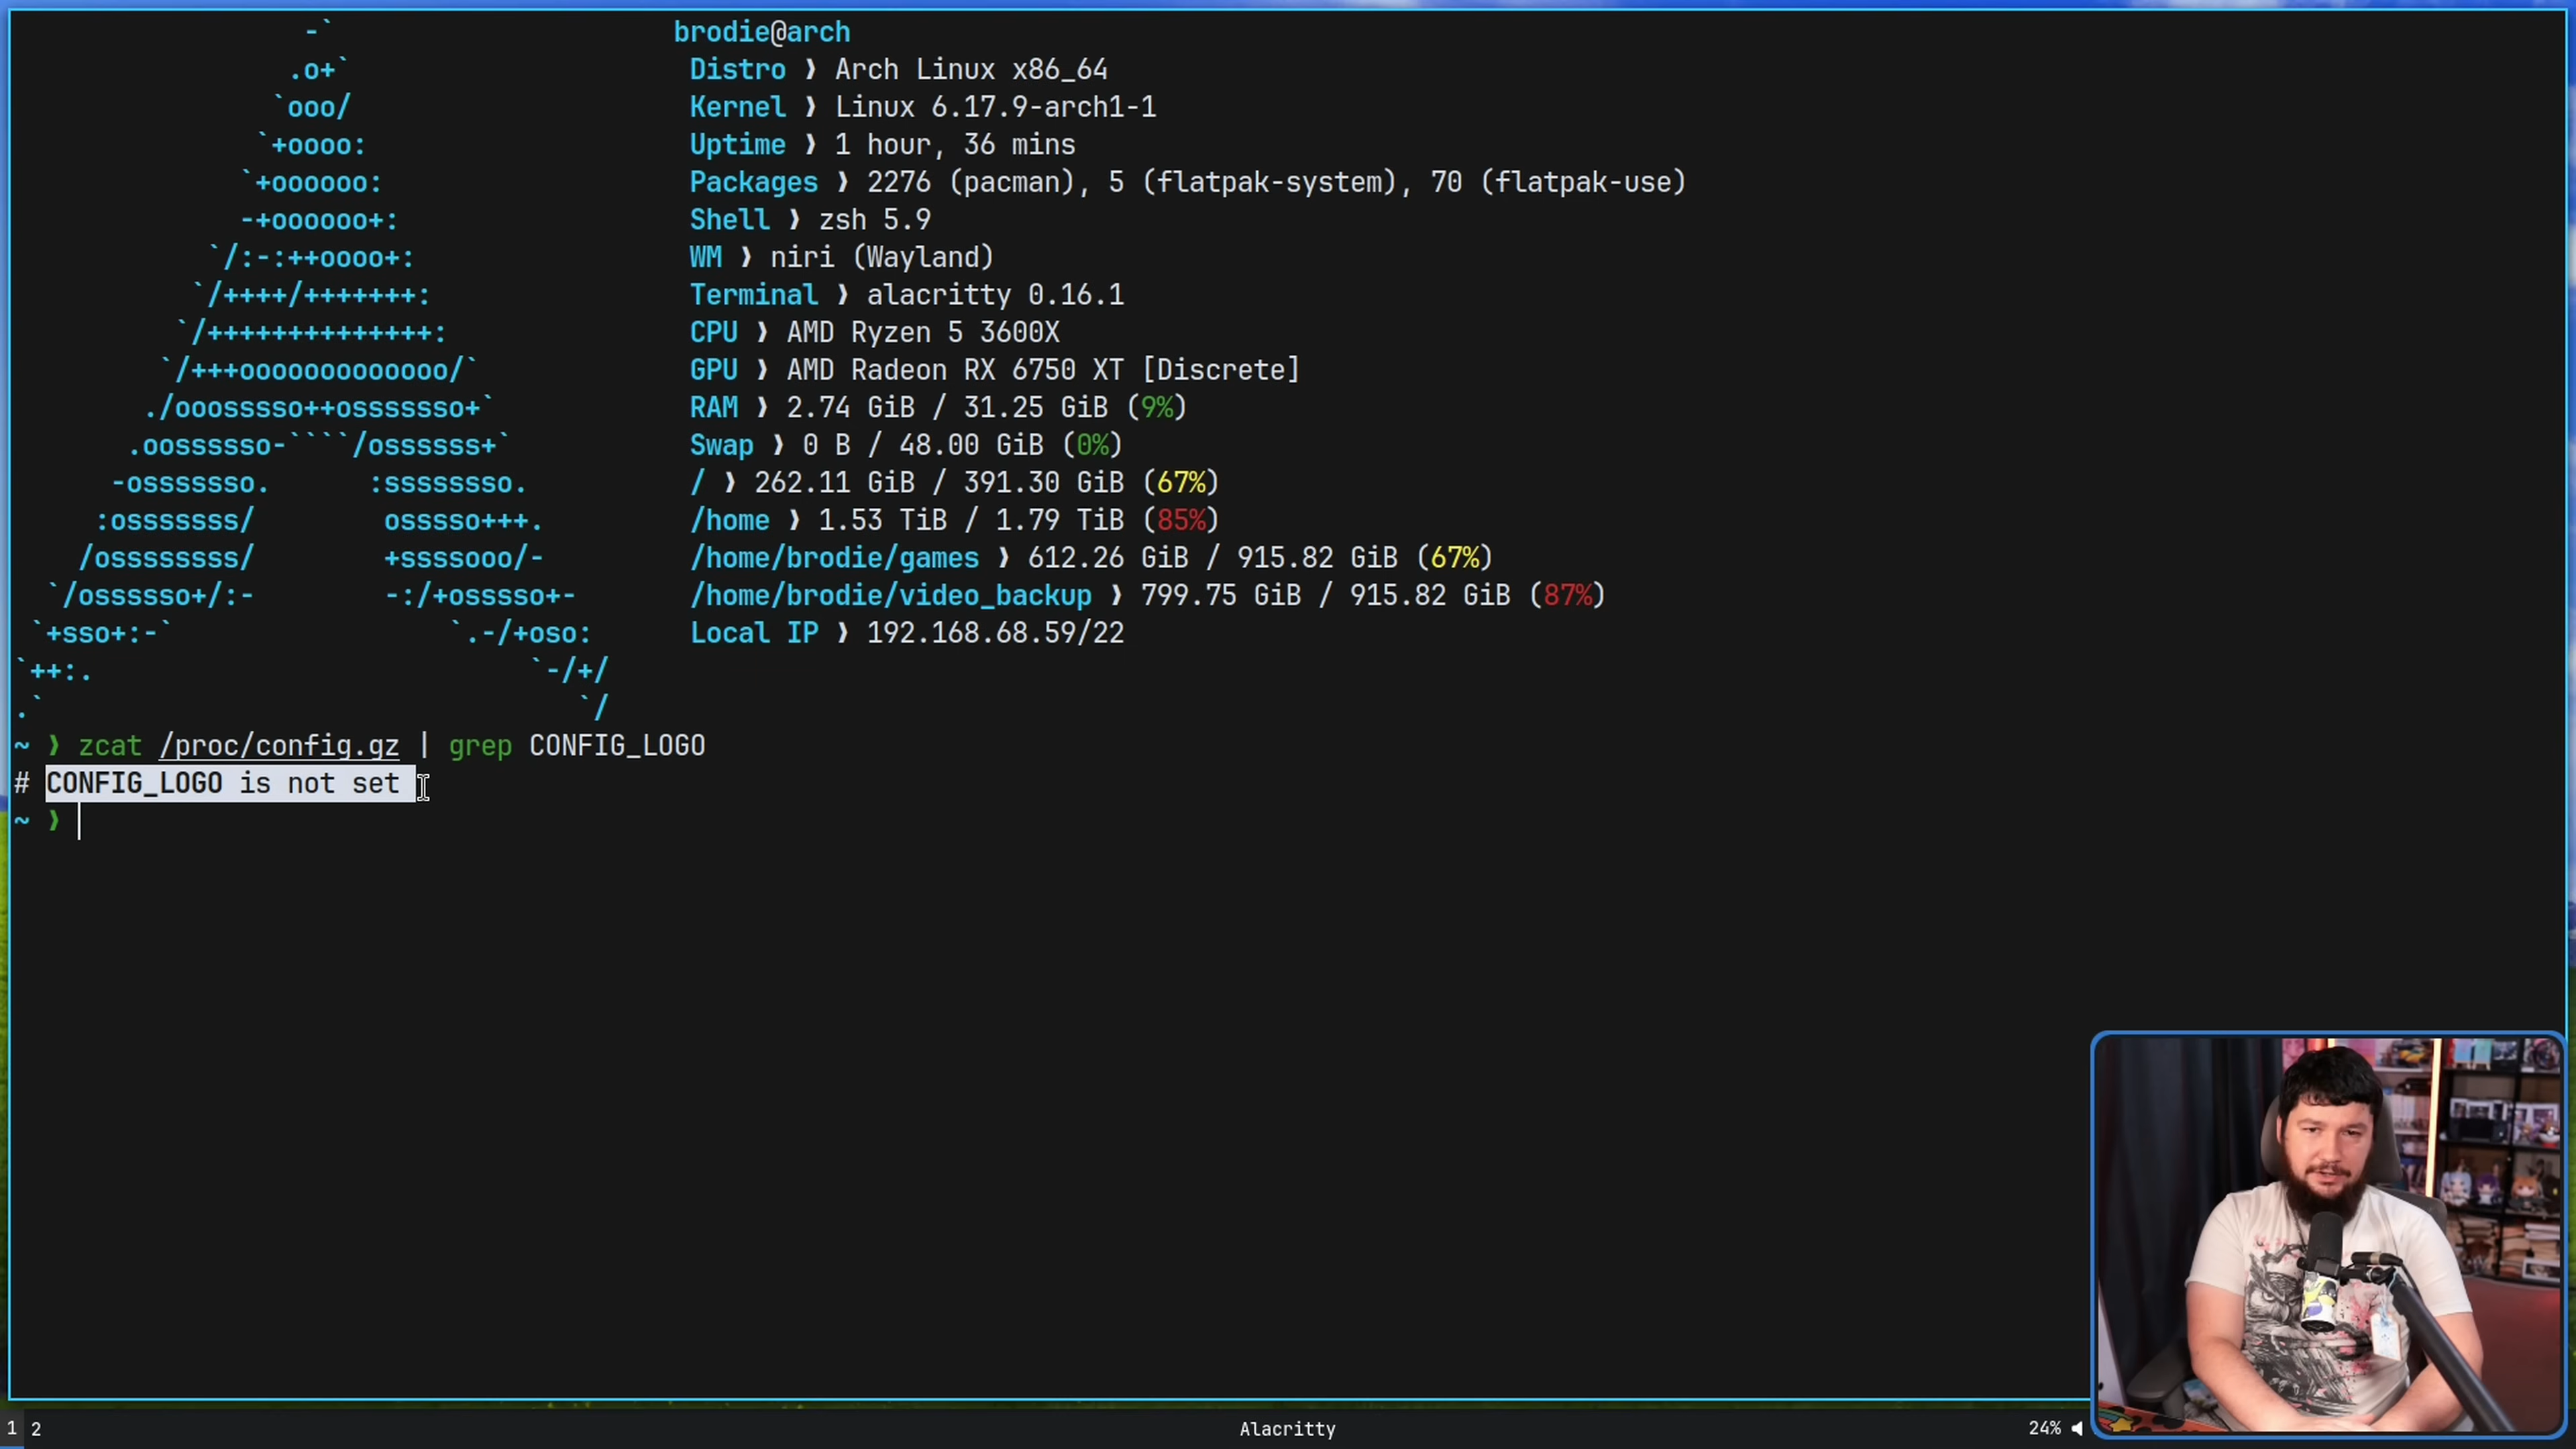 brodie@arch
Distro ❯ Arch Linux x86_64
Kernel ❯ Linux 6.17.9-arch1-1
Uptime ❯ 1 hour, 36 mins
Packages ❯ 2276 (pacman), 5 (flatpak-system), 70 (flatpak-use)
Shell ❯ zsh 5.9
WM ❯ niri (Wayland)
Terminal ❯ alacritty 0.16.1
CPU ❯ AMD Ryzen 5 3600X
GPU ❯ AMD Radeon RX 6750 XT [Discrete]
RAM ❯ 2.74 GiB / 31.25 GiB (9%)
Swap ❯ 0 B / 48.00 GiB (0%)
/ ❯ 262.11 GiB / 391.30 GiB (67%)
/home ❯ 1.53 TiB / 1.79 TiB (85%)
/home/brodie/games ❯ 612.26 GiB / 915.82 GiB (67%)
/home/brodie/video_backup ❯ 799.75 GiB / 915.82 GiB (87%)
Local IP ❯ 192.168.68.59/22
~ ❯ zcat /proc/config.gz | grep CONFIG_LOGO
# CONFIG_LOGO is not set
~ ❯
1 2 Alacritty 24%